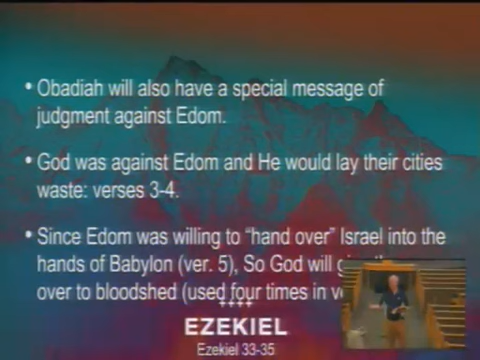 • Obadiah will also have a special message of
judgment against Edom.
• God was against Edom and He would lay their cities
waste: verses 3-4.
• Since Edom was willing to “hand over” Israel into the
hands of Babylon (ver. 5), So God will
over to bloodshed (used four times in
EZEKIEL
Ezekiel 33-35